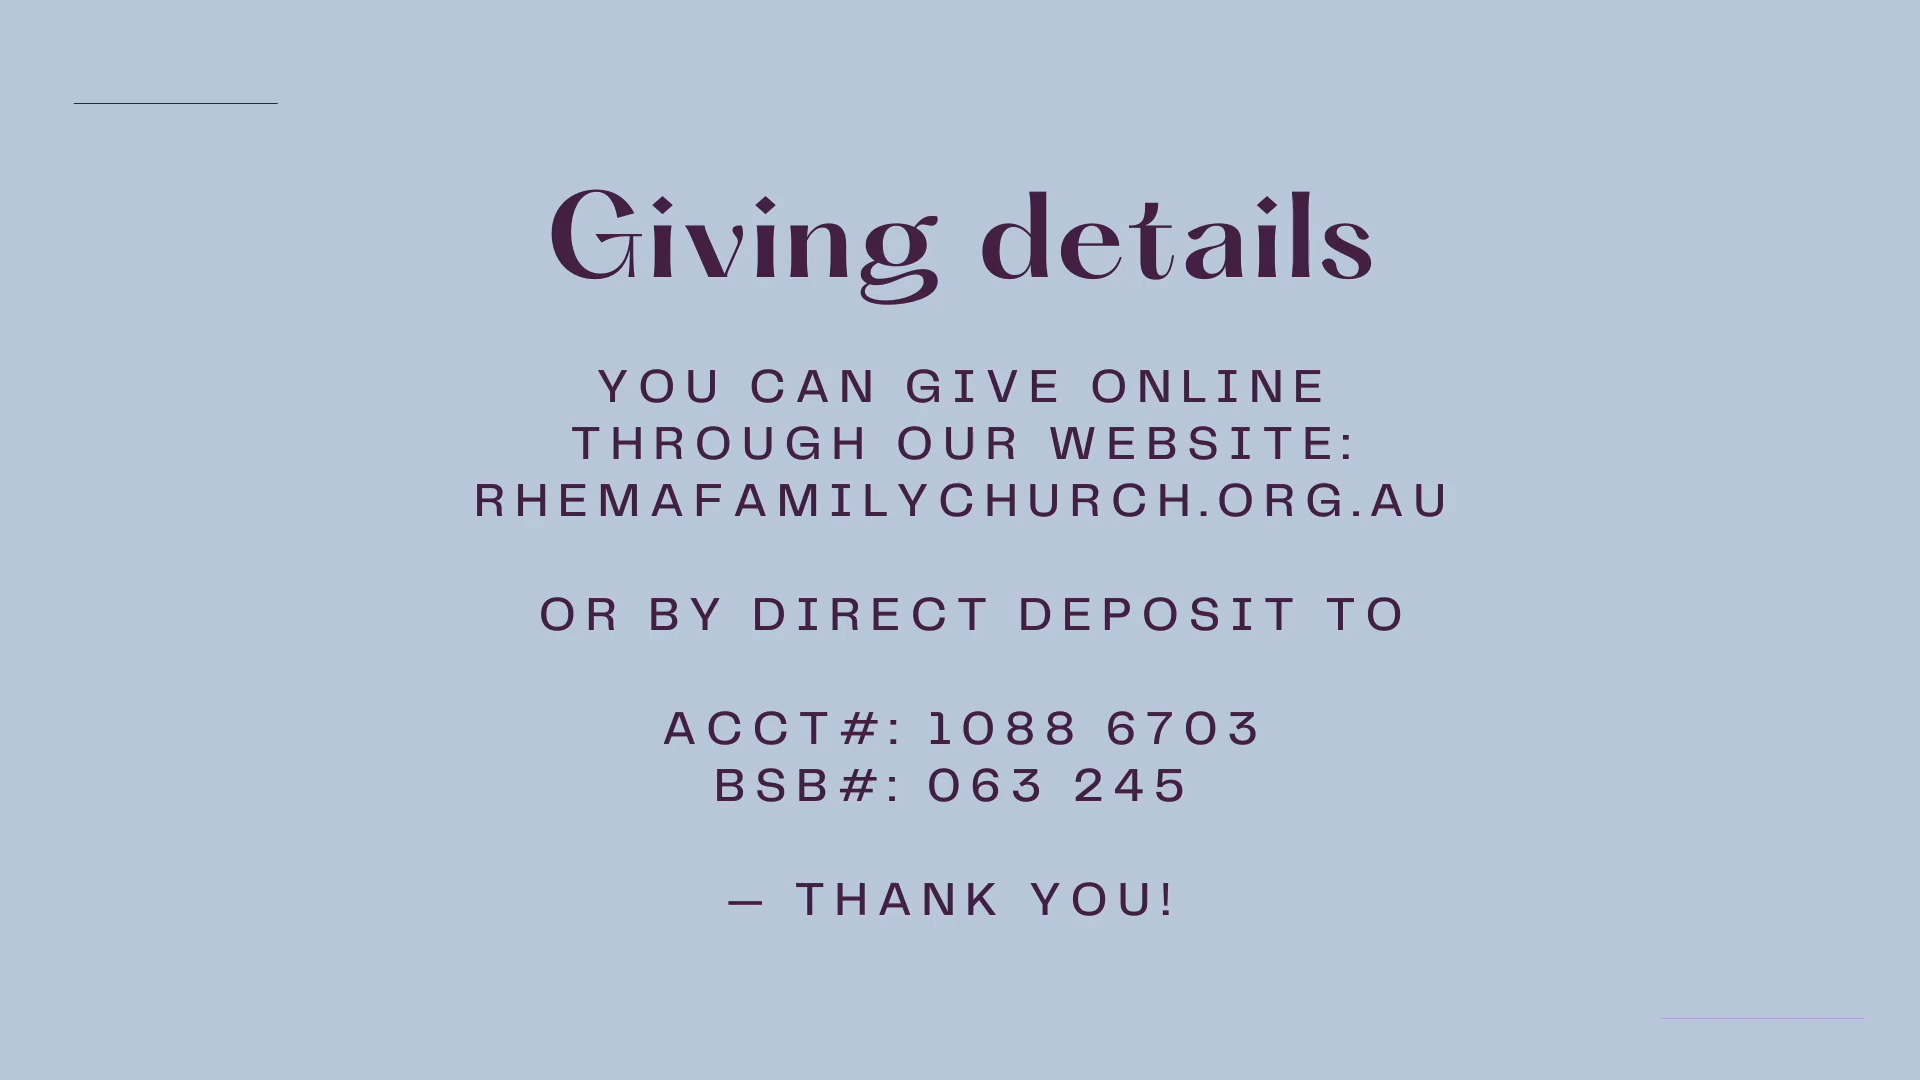 Giving details
YOU CAN GIVE ONLINE
THROUGH OUR WEBSITE:
RHEMAFAMILYCHURCH.ORG.AU
OR BY DIRECT DEPOSIT TO
ACCT#: 1088 6703
BSB#: 063 245
— THANK YOU!